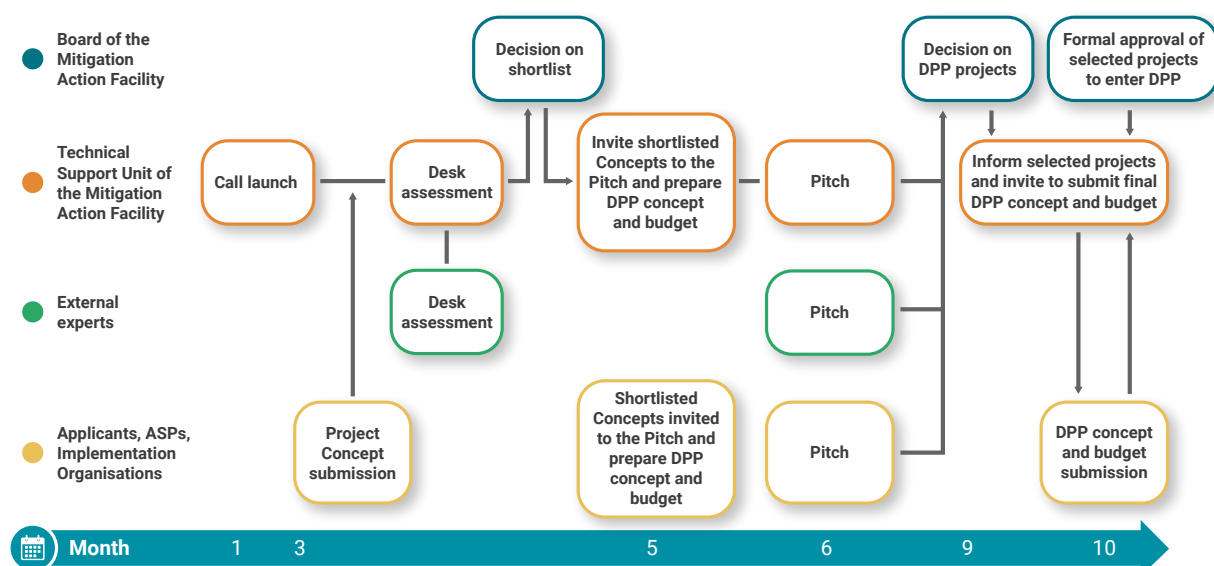 Board of the
Mitigation
Action Facility
Decision on
shortlist
Decision on
DPP projects
Formal approval of
selected projects
to enter DPP
Technical
Support Unit of
the Mitigation
Action Facility
Call launch
Desk
assessment
Invite shortlisted
Concepts to the
Pitch and prepare
DPP concept
and budget
Pitch
Inform selected projects
and invite to submit final
DPP concept and budget
External
experts
Desk
assessment
Pitch
Applicants, ASPs,
Implementation
Organisations
Project
Concept
submission
Shortlisted
Concepts invited
to the Pitch and
prepare DPP
concept and
budget
Pitch
DPP concept
and budget
submission
Month 1 3 5 6 9 10